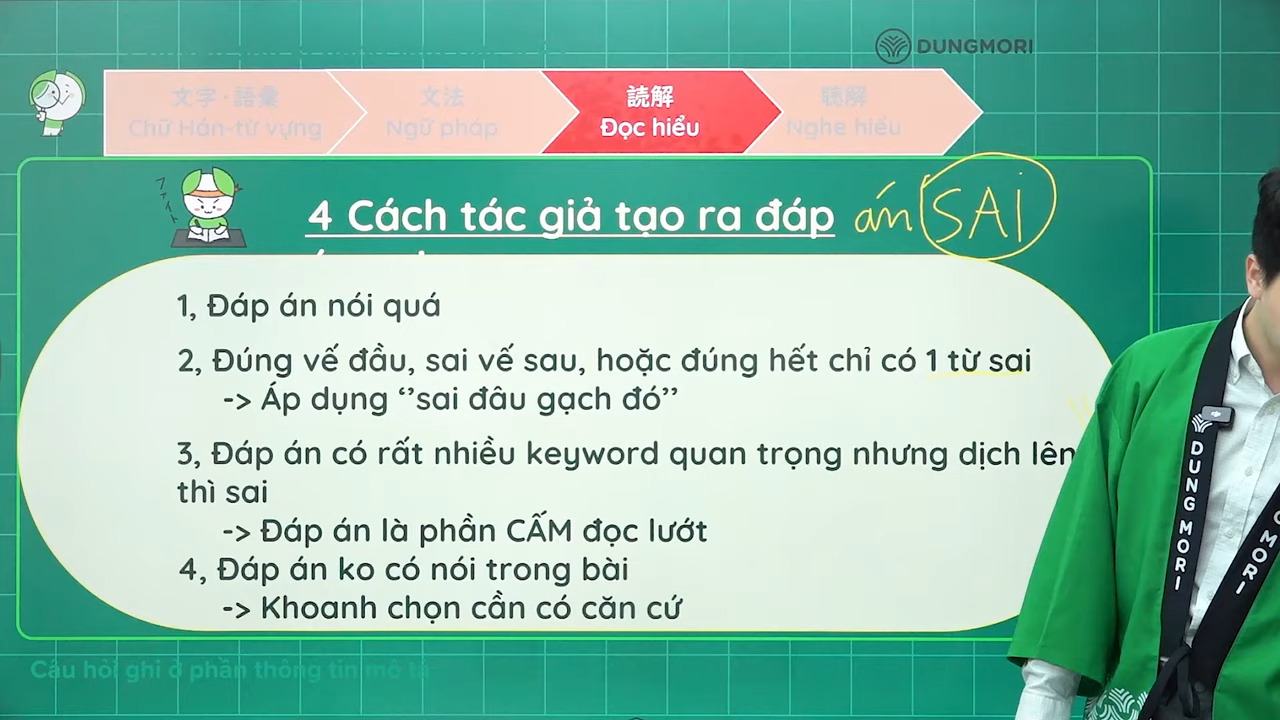 DUNGMORI
文字・語彙
Chữ Hán-từ vựng
文法
Ngữ pháp
読解
Đọc hiểu
聴解
Nghe hiểu
ファイト
4 Cách tác giả tạo ra đáp án SAi
1, Đáp án nói quá
2, Đúng vế đầu, sai vế sau, hoặc đúng hết chỉ có 1 từ sai
-> Áp dụng ‘’sai đâu gạch đó’’
3, Đáp án có rất nhiều keyword quan trọng nhưng dịch lên
thì sai
-> Đáp án là phần CẤM đọc lướt
4, Đáp án ko có nói trong bài
-> Khoanh chọn cần có căn cứ
Câu hỏi ghi ở phần thông tin mô tả
DUNG MORI
MORI